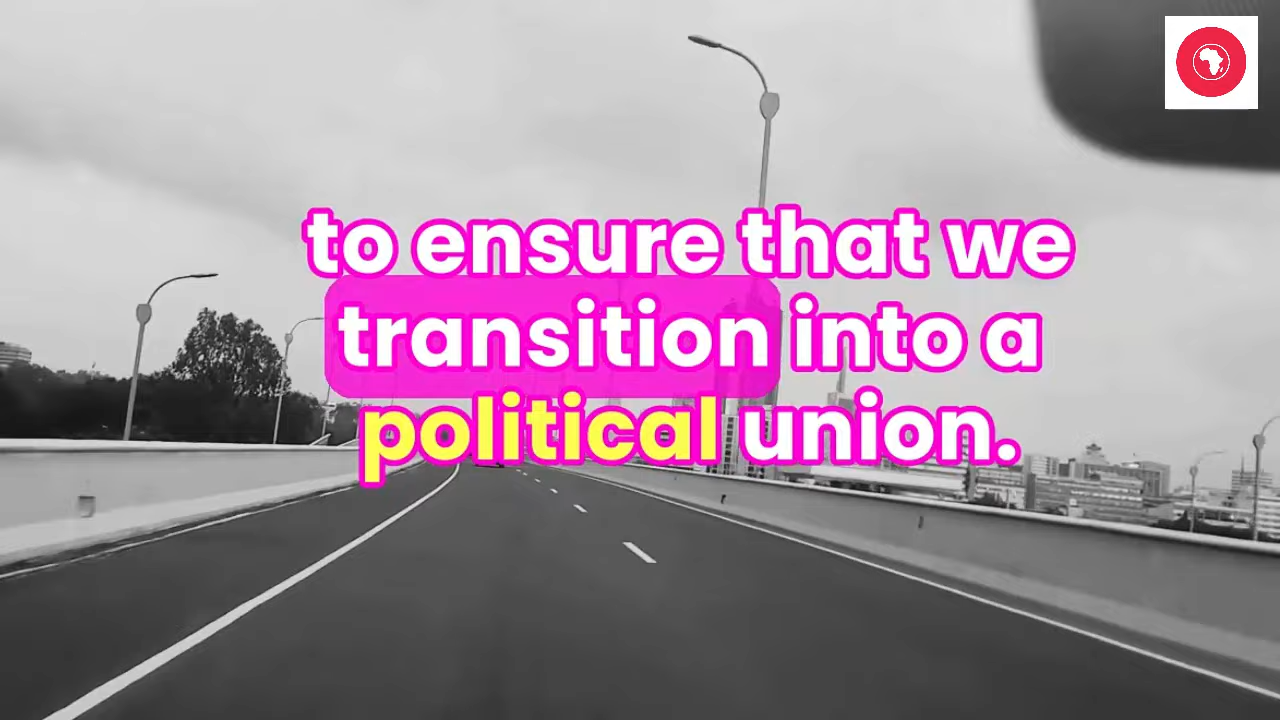 to ensure that we
transition into a
political union.